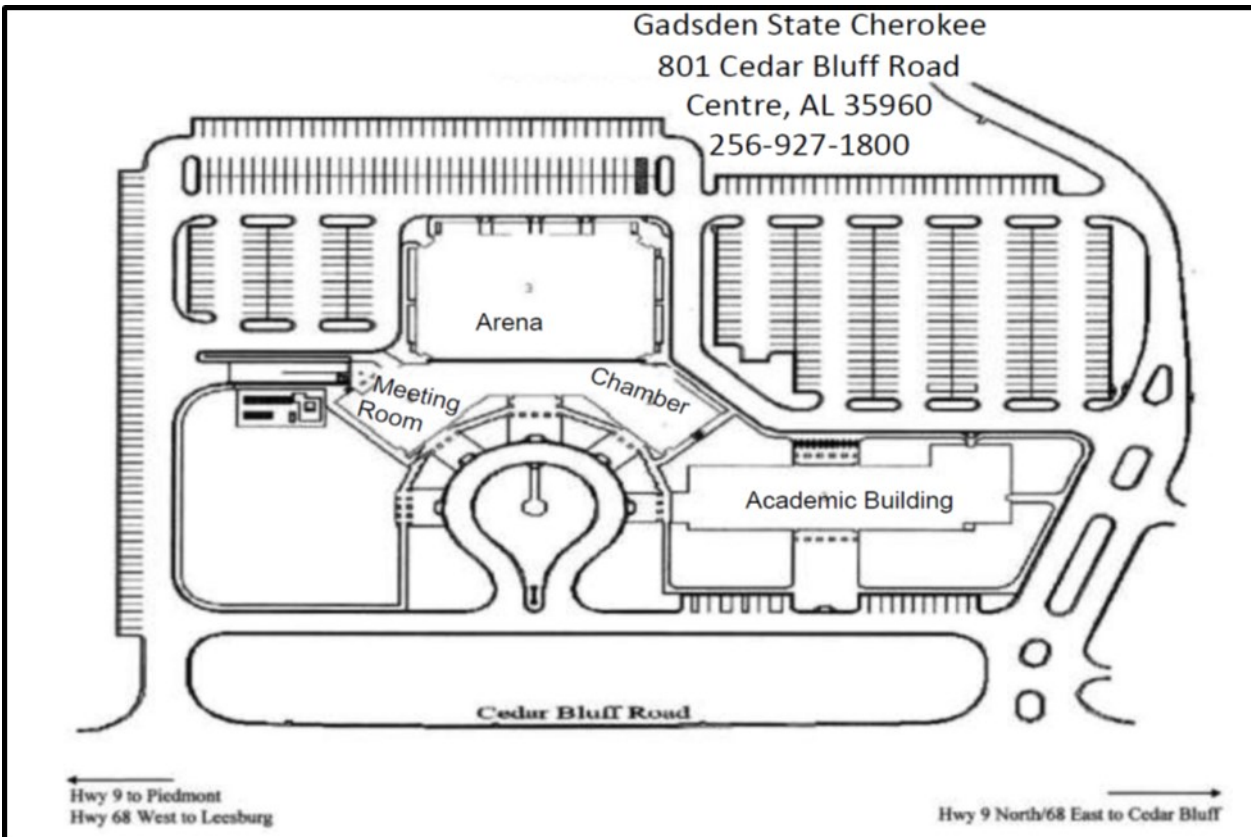 Gadsden State Cherokee
801 Cedar Bluff Road
Centre, AL 35960
256-927-1800
3
Arena
Meeting
Room
Chamber
Academic Building
Cedar Bluff Road
Hwy 9 to Piedmont
Hwy 68 West to Leesburg
Hwy 9 North/68 East to Cedar Bluff